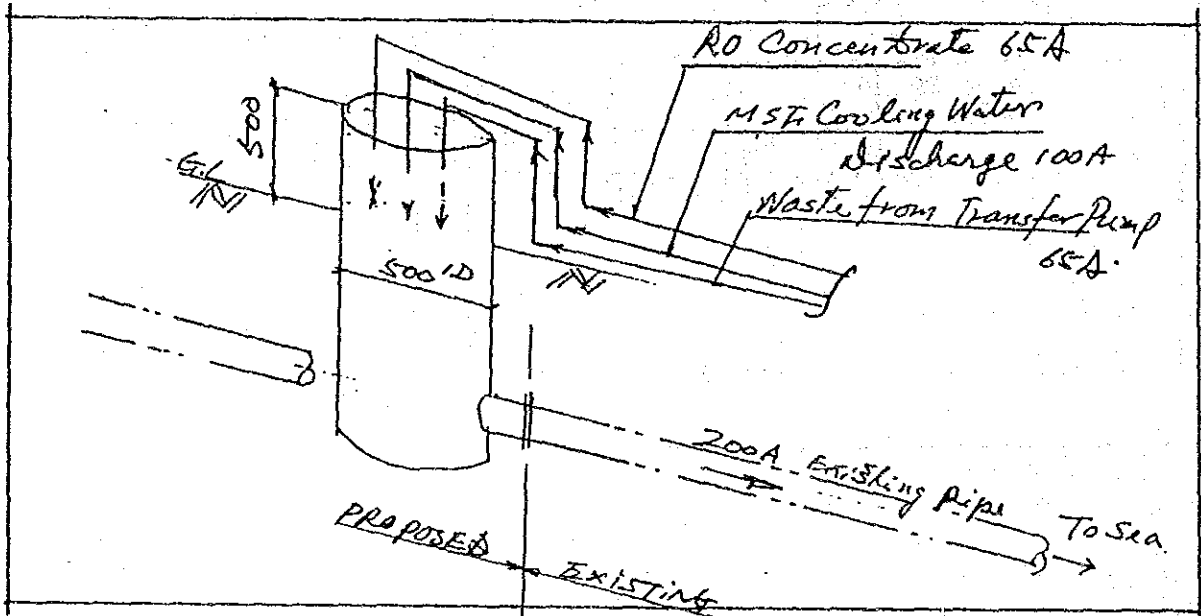 RO Concentrate 65A
MSF Cooling Water
Discharge 100A
Waste from Transfer Pump
65A.
500
G.L
500 ID
200A Existing Pipe
To Sea
PROPOSED
EXISTING